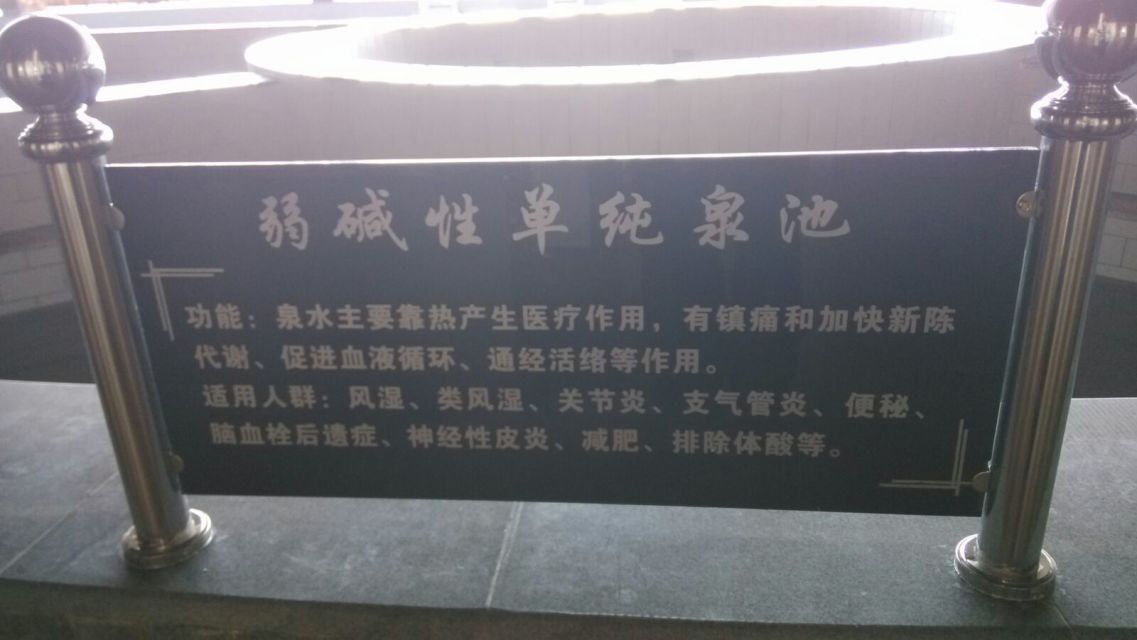 弱碱性单纯泉池
功能：泉水主要靠热产生医疗作用，有镇痛和加快新陈
代谢、促进血液循环、通经活络等作用。
适用人群：风湿、类风湿、关节炎、支气管炎、便秘、
脑血栓后遗症、神经性皮炎、减肥、排除体酸等。